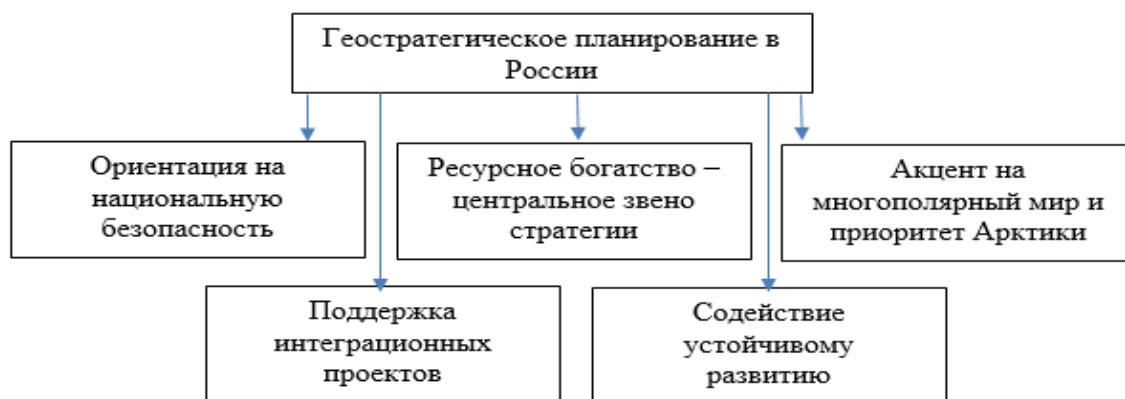 Геостратегическое планирование в
России
Ориентация на
национальную
безопасность
Ресурсное богатство –
центральное звено
стратегии
Акцент на
многополярный мир и
приоритет Арктики
Поддержка
интеграционных
проектов
Содействие
устойчивому
развитию